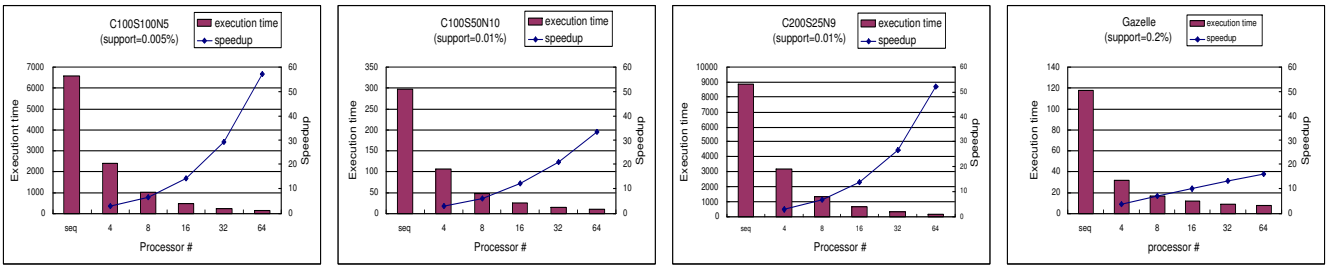 C100S100N5
(support=0.005%)
execution time
speedup
7000
6000
5000
4000
3000
2000
1000
0
60
50
40
30
20
10
0
Executiont time
Speedup
seq 4 8 16 32 64
Processor #
C100S50N10
(support=0.01%)
execution time
speedup
350
300
250
200
150
100
50
0
60
50
40
30
20
10
0
Execution time
Speedup
seq 4 8 16 32 64
Processor #
C200S25N9
(support=0.01%)
execution time
speedup
10000
9000
8000
7000
6000
5000
4000
3000
2000
1000
0
60
50
40
30
20
10
0
Execution time
Speedup
seq 4 8 16 32 64
Processor #
Gazelle
(support=0.2%)
execution time
speedup
140
120
100
80
60
40
20
0
60
50
40
30
20
10
0
Execution time
Speedup
seq 4 8 16 32 64
processor #